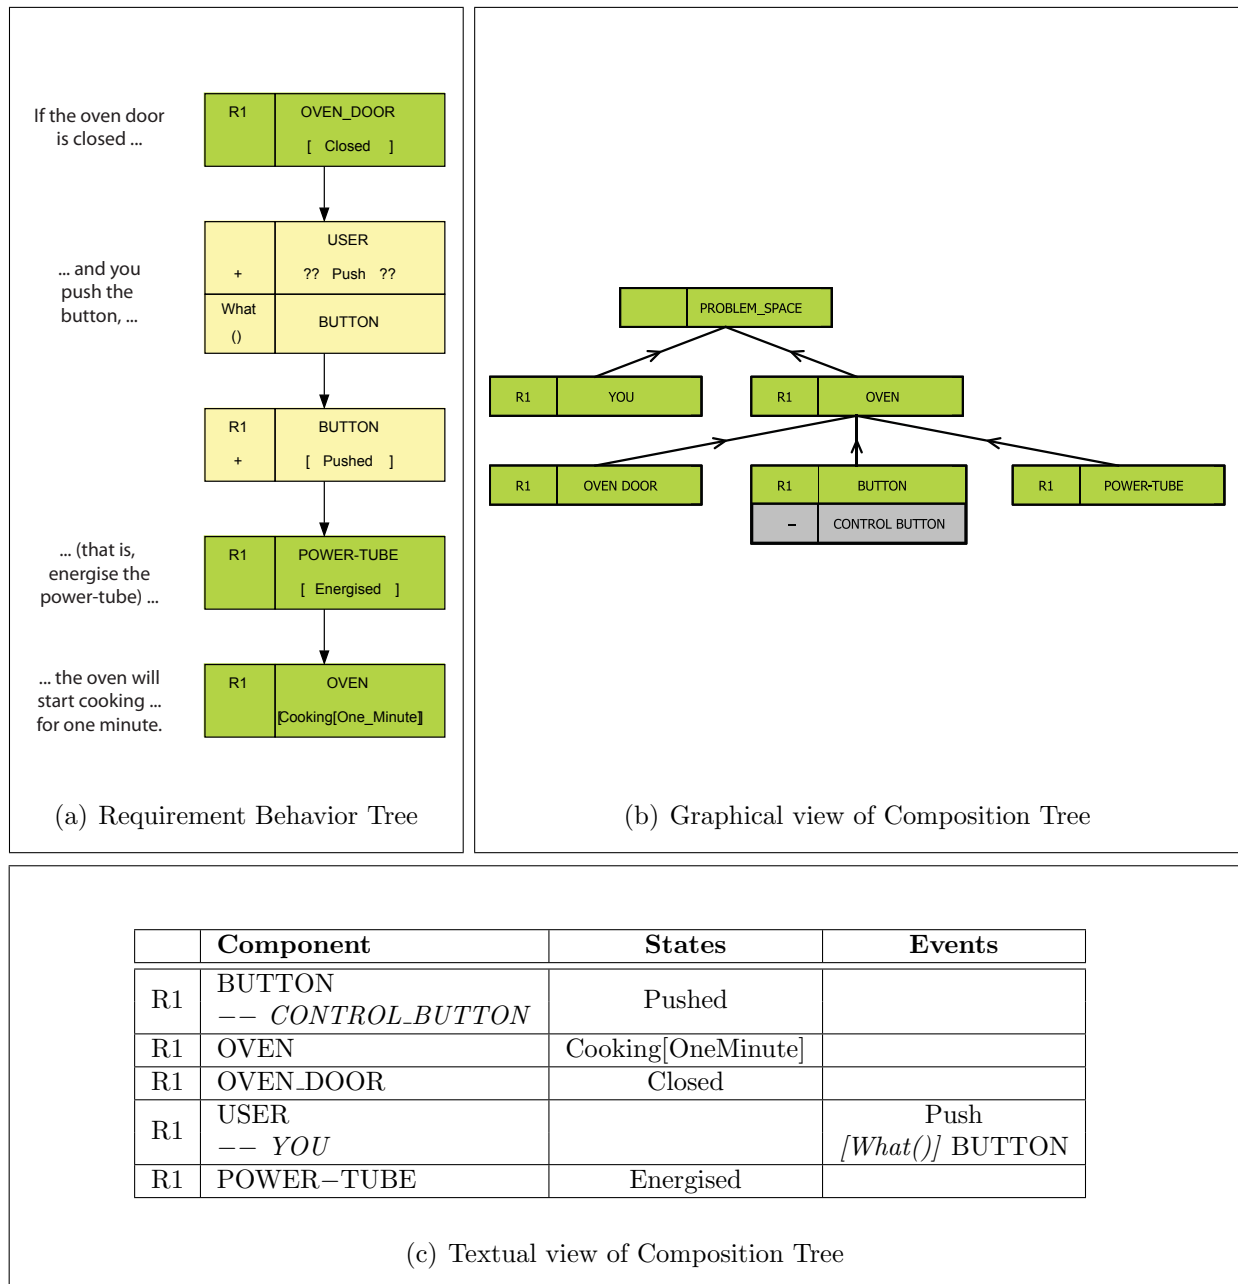 If the oven door
is closed ...
R1 OVEN_DOOR
[ Closed ]
... and you
push the
button, ...
USER
+ ?? Push ??
What
() BUTTON
R1 BUTTON
+ [ Pushed ]
... (that is,
energise the
power-tube) ...
R1 POWER-TUBE
[ Energised ]
... the oven will
start cooking ...
for one minute.
R1 OVEN
[Cooking[One_Minute]]
(a) Requirement Behavior Tree
PROBLEM_SPACE
R1 YOU
R1 OVEN
R1 OVEN DOOR
R1 BUTTON
– CONTROL BUTTON
R1 POWER-TUBE
(b) Graphical view of Composition Tree
Component States Events
R1 BUTTON
−− CONTROL_BUTTON Pushed
R1 OVEN Cooking[OneMinute]
R1 OVEN_DOOR Closed
R1 USER Push
−− YOU [What()] BUTTON
R1 POWER−TUBE Energised
(c) Textual view of Composition Tree